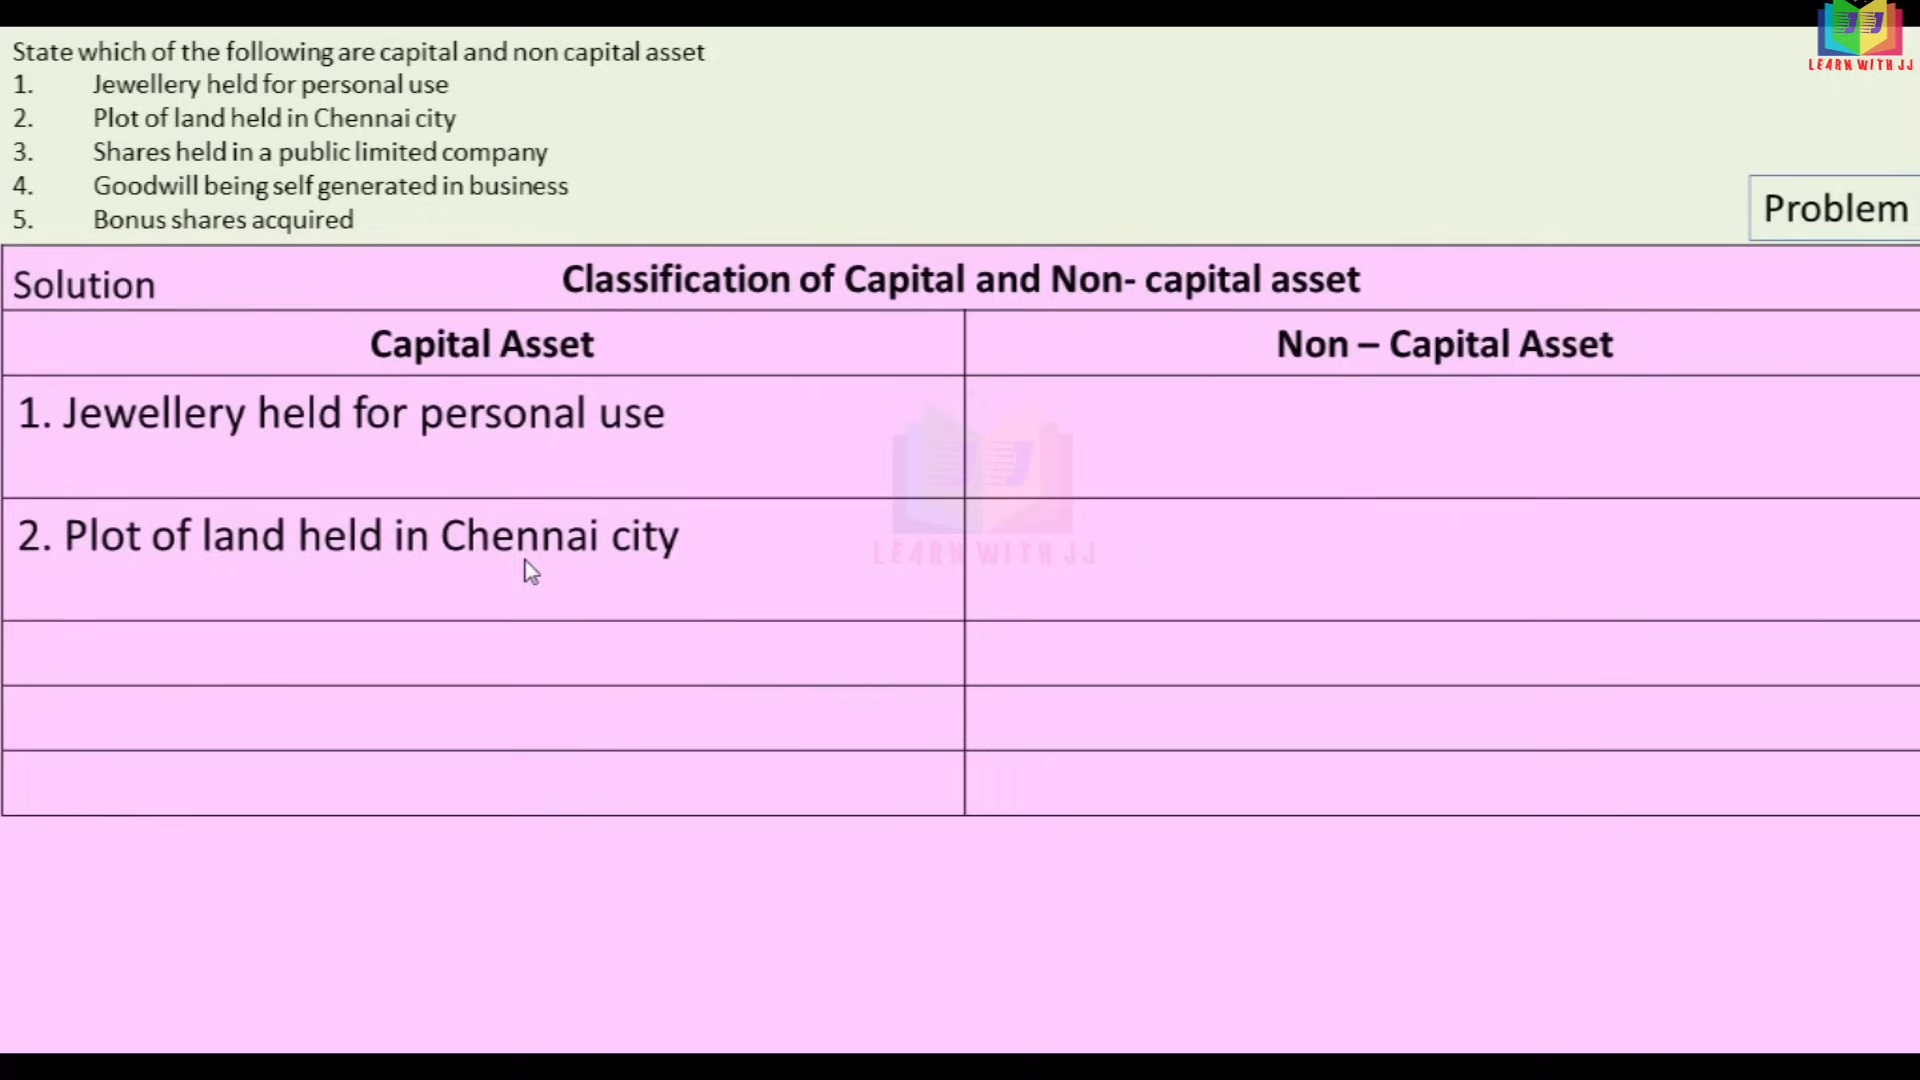 LEARN WITH JJ
State which of the following are capital and non capital asset
1. Jewellery held for personal use
2. Plot of land held in Chennai city
3. Shares held in a public limited company
4. Goodwill being self generated in business
5. Bonus shares acquired
Problem
Solution
Classification of Capital and Non- capital asset
Capital Asset
Non – Capital Asset
1. Jewellery held for personal use
2. Plot of land held in Chennai city
LEARN WITH JJ